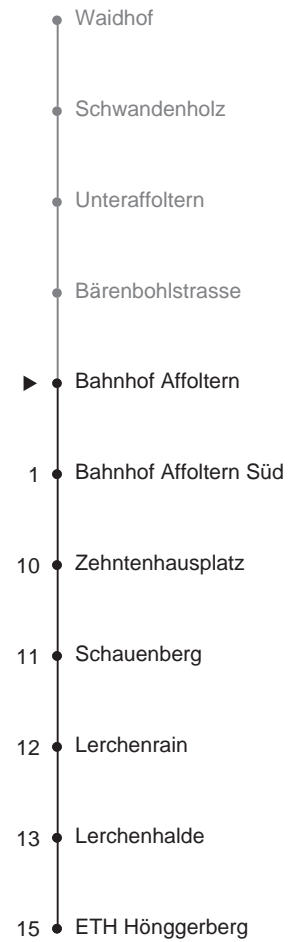 Waidhof
Schwandenholz
Unteraffoltern
Bärenbohlstrasse
Bahnhof Affoltern
1 Bahnhof Affoltern Süd
10 Zehntenhausplatz
11 Schauenberg
12 Lerchenrain
13 Lerchenhalde
15 ETH Hönggerberg